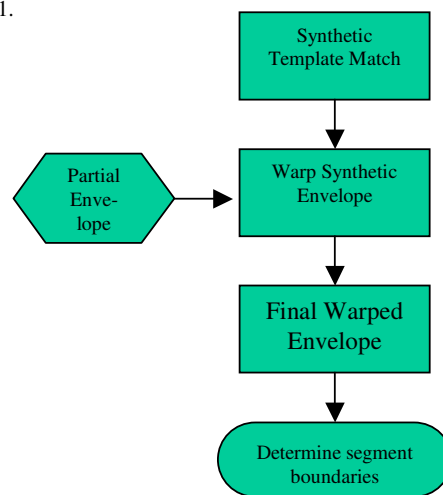 1.
Synthetic
Template Match
Partial
Enve-
lope
Warp Synthetic
Envelope
Final Warped
Envelope
Determine segment
boundaries